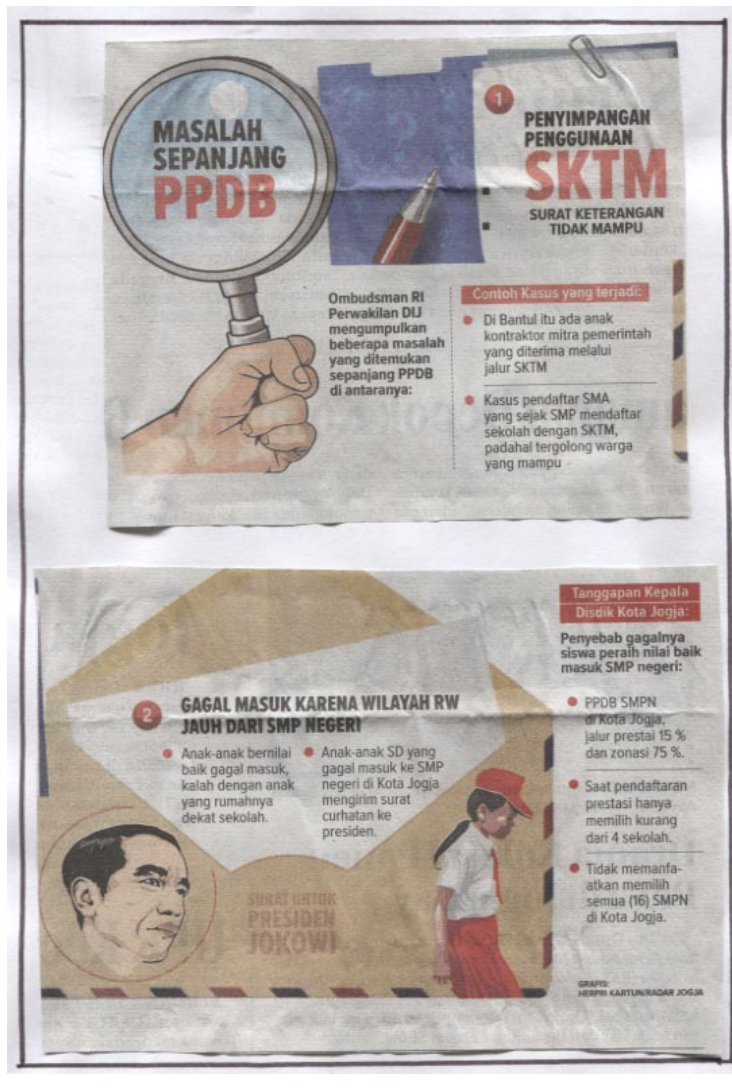 MASALAH
SEPANJANG
PPDB
1
PENYIMPANGAN
PENGGUNAAN
SKTM
SURAT KETERANGAN
TIDAK MAMPU
Ombudsman RI
Perwakilan DIJ
mengumpulkan
beberapa masalah
yang ditemukan
sepanjang PPDB
di antaranya:
Contoh Kasus yang terjadi:
Di Bantul itu ada anak
kontraktor mitra pemerintah
yang diterima melalui
jalur SKTM
Kasus pendaftar SMA
yang sejak SMP mendaftar
sekolah dengan SKTM,
padahal tergolong warga
yang mampu
2
GAGAL MASUK KARENA WILAYAH RW
JAUH DARI SMP NEGERI
Anak-anak bernilai
baik gagal masuk,
kalah dengan anak
yang rumahnya
dekat sekolah.
Anak-anak SD yang
gagal masuk ke SMP
negeri di Kota Jogja
mengirim surat
curhatan ke
presiden.
SURAT UNTUK
PRESIDEN
JOKOWI
Tanggapan Kepala
Disdik Kota Jogja:
Penyebab gagalnya
siswa peraih nilai baik
masuk SMP negeri:
PPDB SMPN
di Kota Jogja,
jalur prestai 15 %
dan zonasi 75 %.
Saat pendaftaran
prestasi hanya
memilih kurang
dari 4 sekolah.
Tidak memanfa-
atkan memilih
semua (16) SMPN
di Kota Jogja.
GRAFIS:
HERPRI KARTUN/RADAR JOGJA